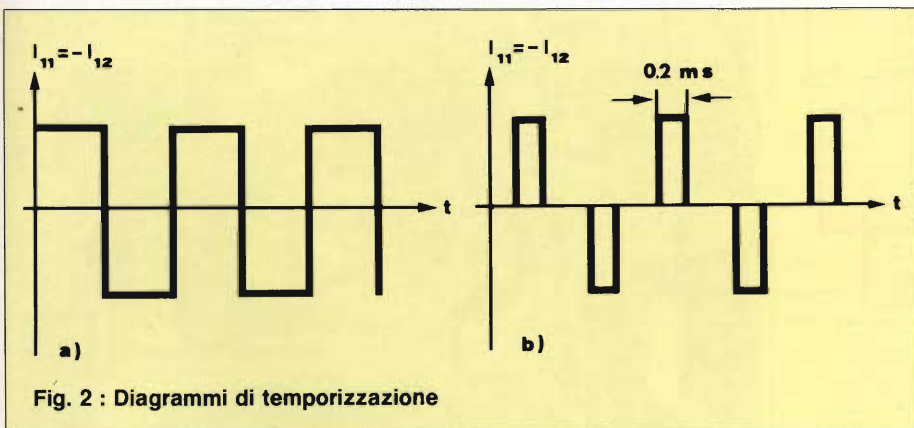 I₁₁=−I₁₂
t
a)
I₁₁=−I₁₂
0.2 ms
t
b)
Fig. 2 : Diagrammi di temporizzazione